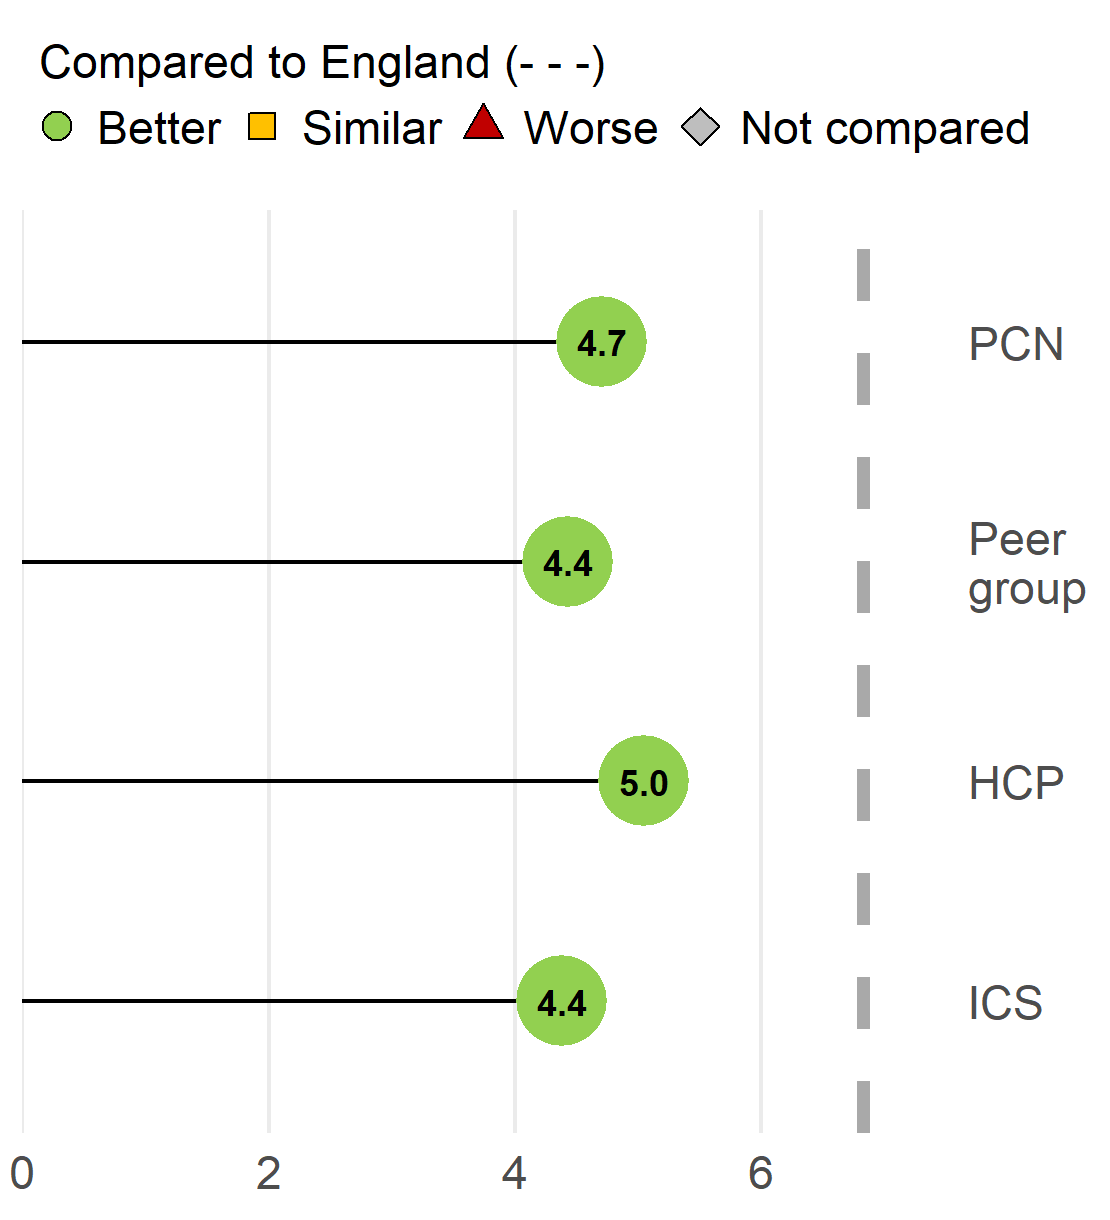 Compared to England (- - -)
Better Similar Worse Not compared
4.7 PCN
4.4 Peer
group
5.0 HCP
4.4 ICS
0 2 4 6